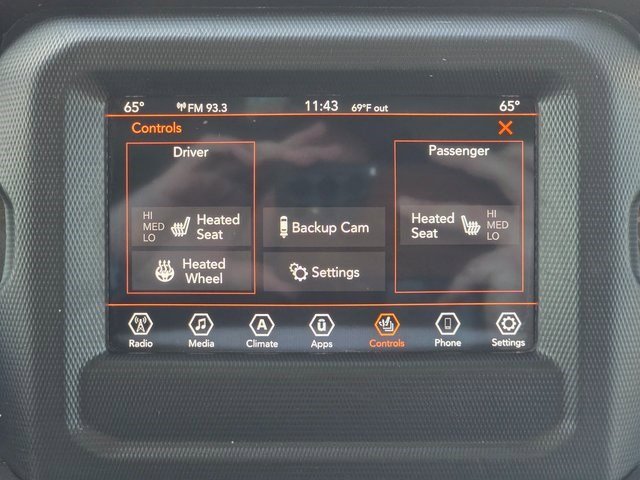 65° FM 93.3 11:43 69°F out 65°
Controls
Driver
Passenger
HI
MED
LO
Heated
Seat
Backup Cam
Heated
Seat
HI
MED
LO
Heated
Wheel
Settings
A
ū
Radio Media Climate Apps Controls Phone Settings